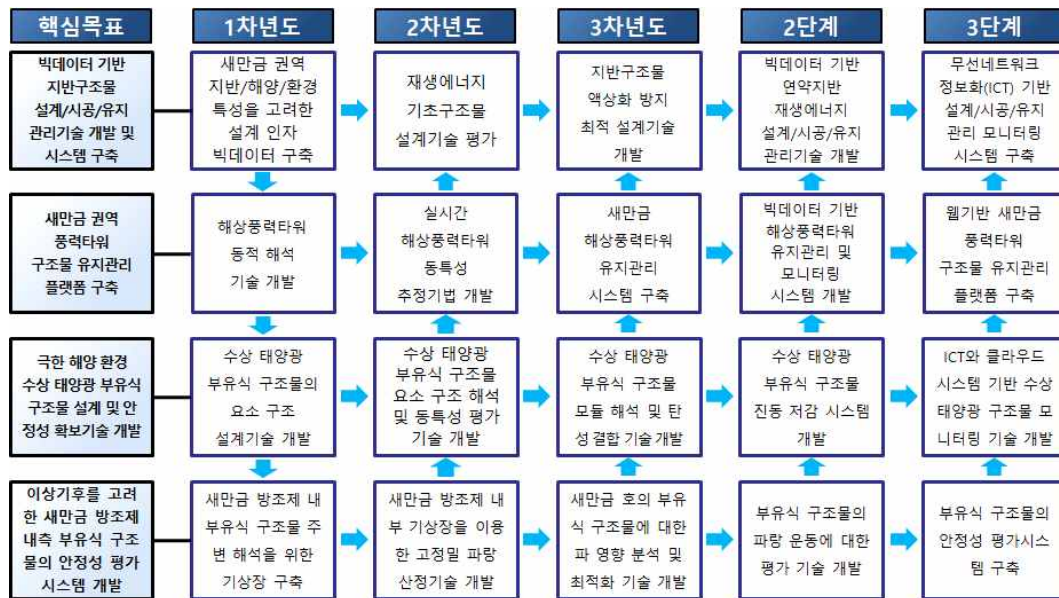 핵심목표
1차년도
2차년도
3차년도
2단계
3단계
빅데이터 기반
지반구조물
설계/시공/유지
관리기술 개발 및
시스템 구축
새만금 권역
지반/해양/환경
특성을 고려한
설계 인자
빅데이터 구축
재생에너지
기초구조물
설계기술 평가
지반구조물
액상화 방지
최적 설계기술
개발
빅데이터 기반
연약지반
재생에너지
설계/시공/유지
관리기술 개발
무선네트워크
정보화(ICT) 기반
설계/시공/유지
관리 모니터링
시스템 구축
새만금 권역
풍력타워
구조물 유지관리
플랫폼 구축
해상풍력타워
동적 해석
기술 개발
실시간
해상풍력타워
동특성
추정기법 개발
새만금
해상풍력타워
유지관리
시스템 구축
빅데이터 기반
해상풍력타워
유지관리 및
모니터링
시스템 개발
웹기반 새만금
풍력타워
구조물 유지관리
플랫폼 구축
극한 해양 환경
수상 태양광 부유식
구조물 설계 및 안
정성 확보기술 개발
수상 태양광
부유식 구조물의
요소 구조
설계기술 개발
수상 태양광
부유식 구조물
요소 구조 해석
및 동특성 평가
기술 개발
수상 태양광
부유식 구조물
모듈 해석 및 탄
성 결합 기술개발
수상 태양광
부유식 구조물
진동 저감 시스템
개발
ICT와 클라우드
시스템 기반 수상
태양광 구조물 모
니터링 기술 개발
이상기후를 고려
한 새만금 방조제
내측 부유식 구조
물의 안정성 평가
시스템 개발
새만금 방조제 내
부유식 구조물 주
변 해석을 위한
기상장 구축
새만금 방조제 내
부 기상장을 이용
한 고정밀 파랑
산정기술 개발
새만금 호의 부유
식 구조물에 대한
파 영향 분석 및
최적화 기술 개발
부유식 구조물의
파랑 운동에 대한
평가 기술 개발
부유식 구조물의
안정성 평가시스
템 구축